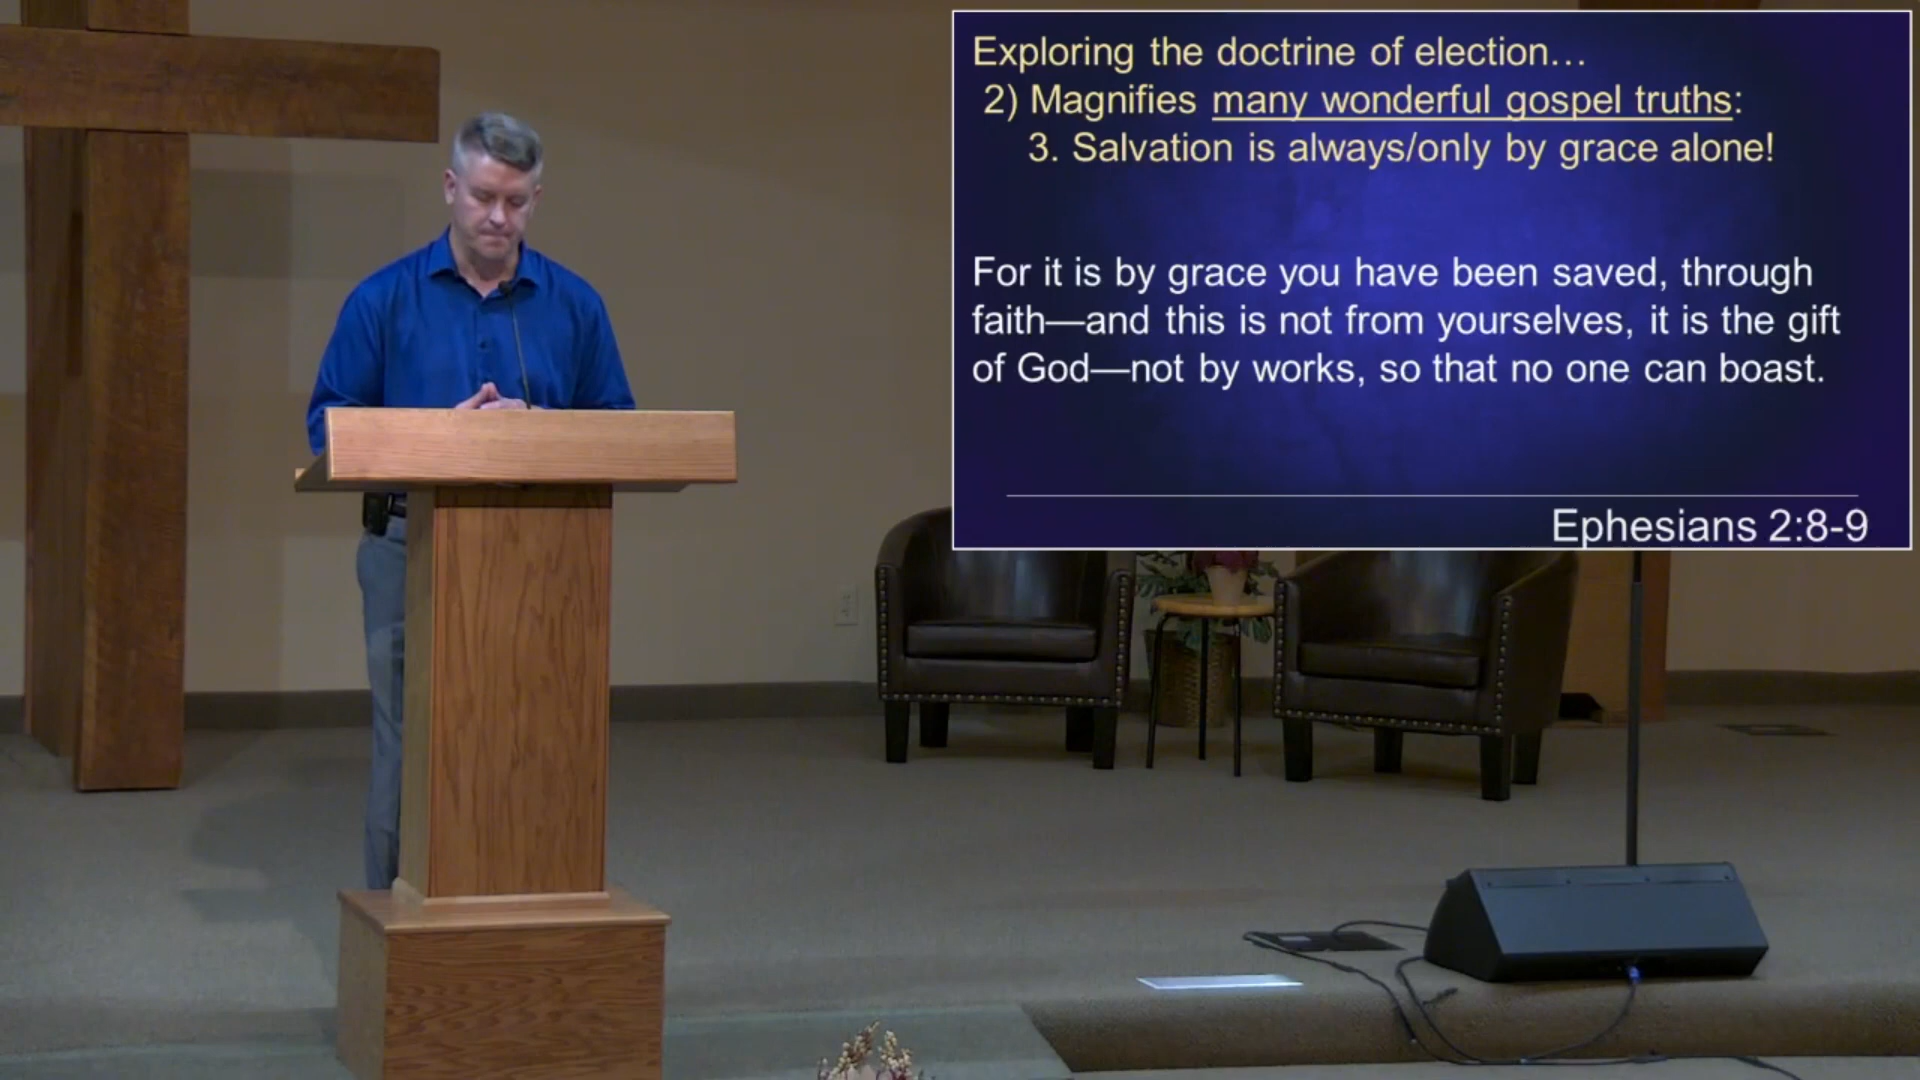 Exploring the doctrine of election…
2) Magnifies many wonderful gospel truths:
3. Salvation is always/only by grace alone!
For it is by grace you have been saved, through
faith—and this is not from yourselves, it is the gift
of God—not by works, so that no one can boast.
Ephesians 2:8-9